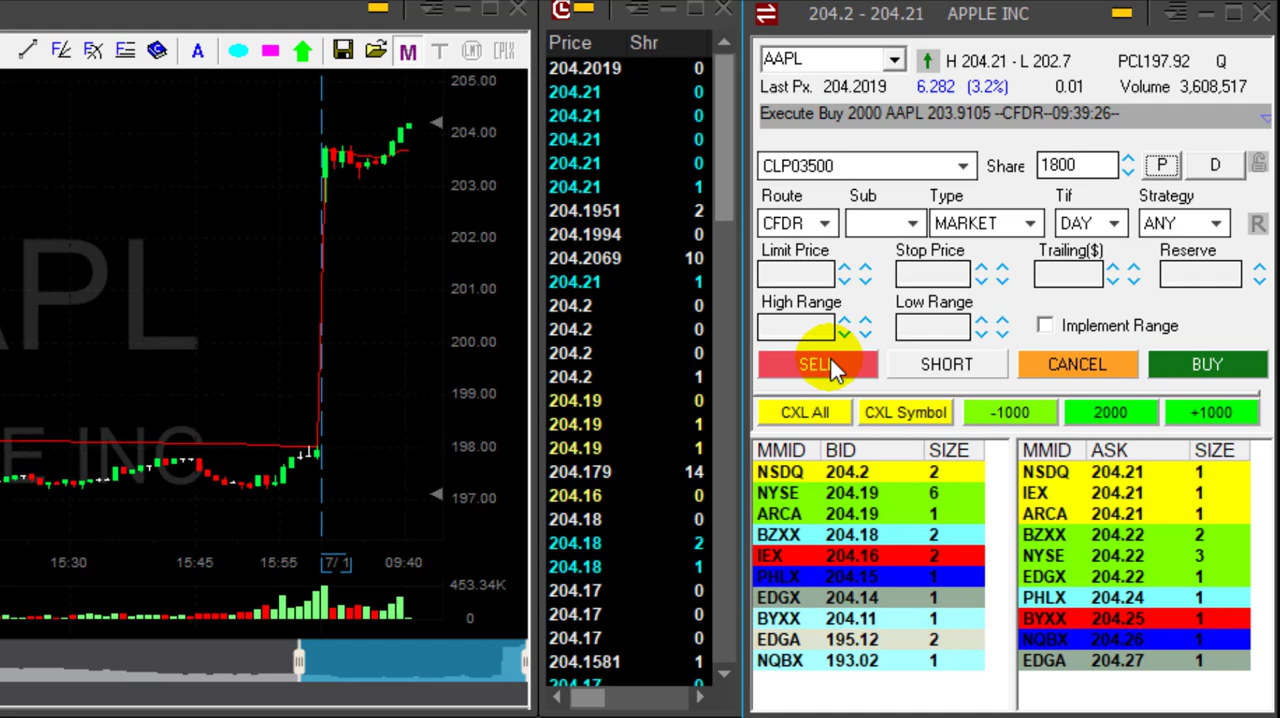 A
M
T
205.00
204.00
203.00
202.00
201.00
200.00
199.00
198.00
197.00
PL
E INC
15:30 15:45 15:55 7/1 09:40
453.34K
0
Price Shr
204.2019 0
204.21 0
204.21 0
204.21 0
204.21 0
204.21 1
204.1951 2
204.1994 0
204.2069 10
204.21 1
204.2 0
204.2 0
204.2 0
204.2 1
204.19 0
204.19 1
204.19 1
204.179 14
204.16 0
204.18 0
204.18 2
204.18 1
204.17 0
204.17 0
204.17 0
204.1581 1
204.17 0
204.2 - 204.21 APPLE INC
AAPL H 204.21 - L 202.7 PCL197.92 Q
Last Px. 204.2019 6.282 (3.2%) 0.01 Volume 3,608,517
Execute Buy 2000 AAPL 203.9105 --CFDR--09:39:26--
CLP03500 Share 1800 P D
Route Sub Type Tif Strategy
CFDR MARKET DAY ANY R
Limit Price Stop Price Trailing($) Reserve
High Range Low Range
Implement Range
SELL SHORT CANCEL BUY
CXL All CXL Symbol -1000 2000 +1000
MMID BID SIZE MMID ASK SIZE
NSDQ 204.2 2 NSDQ 204.21 1
NYSE 204.19 6 IEX 204.21 1
ARCA 204.19 1 ARCA 204.21 1
BZXX 204.18 2 BZXX 204.22 2
IEX 204.16 2 NYSE 204.22 3
PHLX 204.15 1 EDGX 204.22 1
EDGX 204.14 1 PHLX 204.24 1
BYXX 204.11 1 BYXX 204.25 1
EDGA 195.12 2 NQBX 204.26 1
NQBX 193.02 1 EDGA 204.27 1